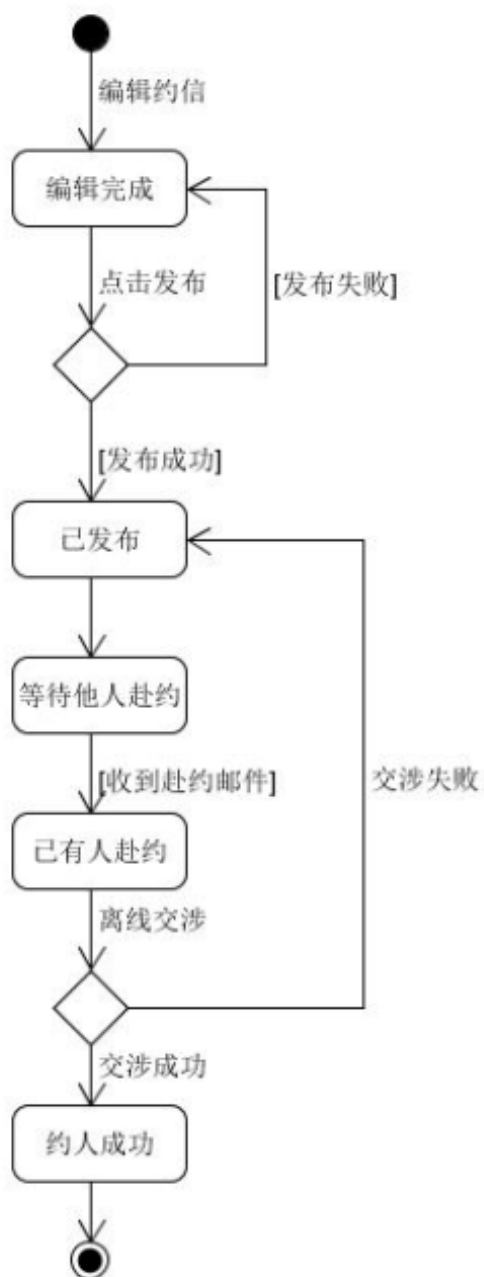 编辑约信
编辑完成
点击发布
[发布失败]
[发布成功]
已发布
等待他人赴约
[收到赴约邮件]
交涉失败
已有人赴约
离线交涉
交涉成功
约人成功